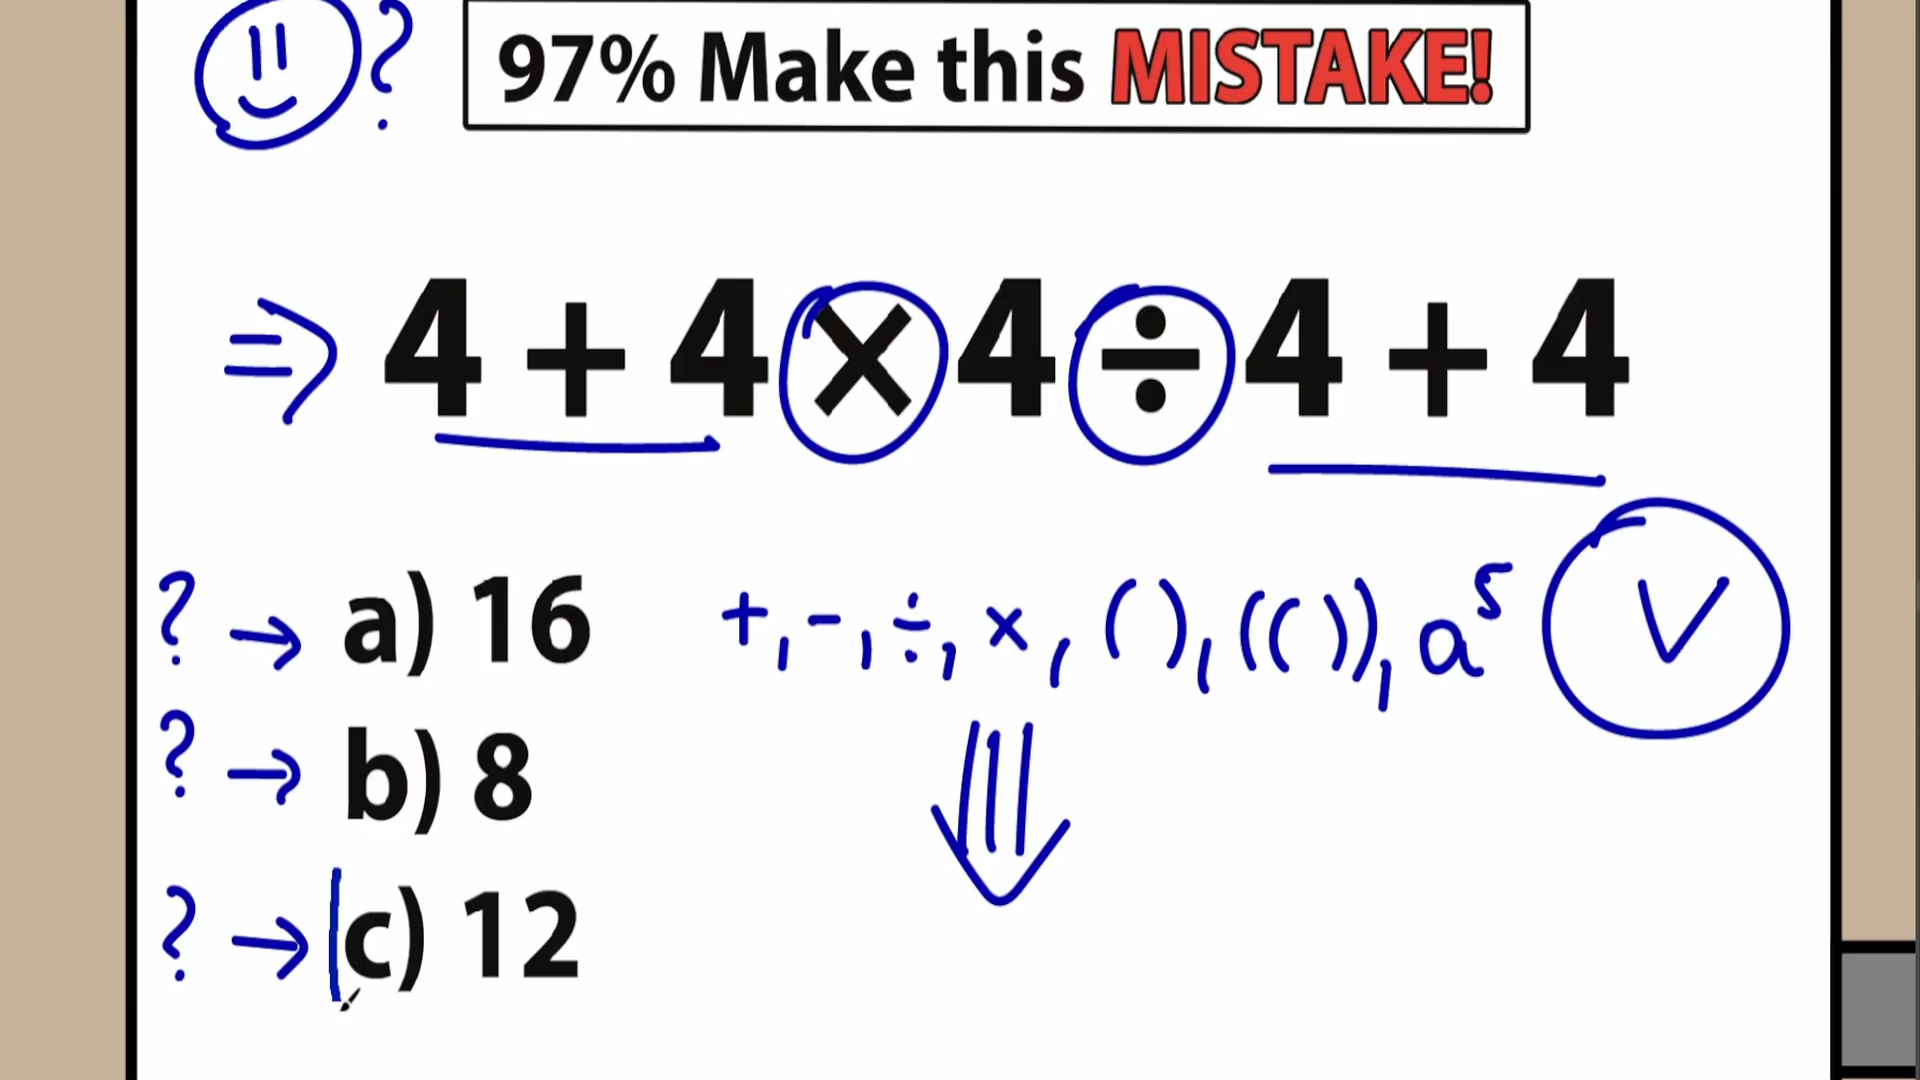 ? 97% Make this MISTAKE!
=> 4 + 4 × 4 ÷ 4 + 4
? → a) 16
+, -, ÷, ×, ( ), (( )), a⁵ V
? → b) 8
? → c) 12